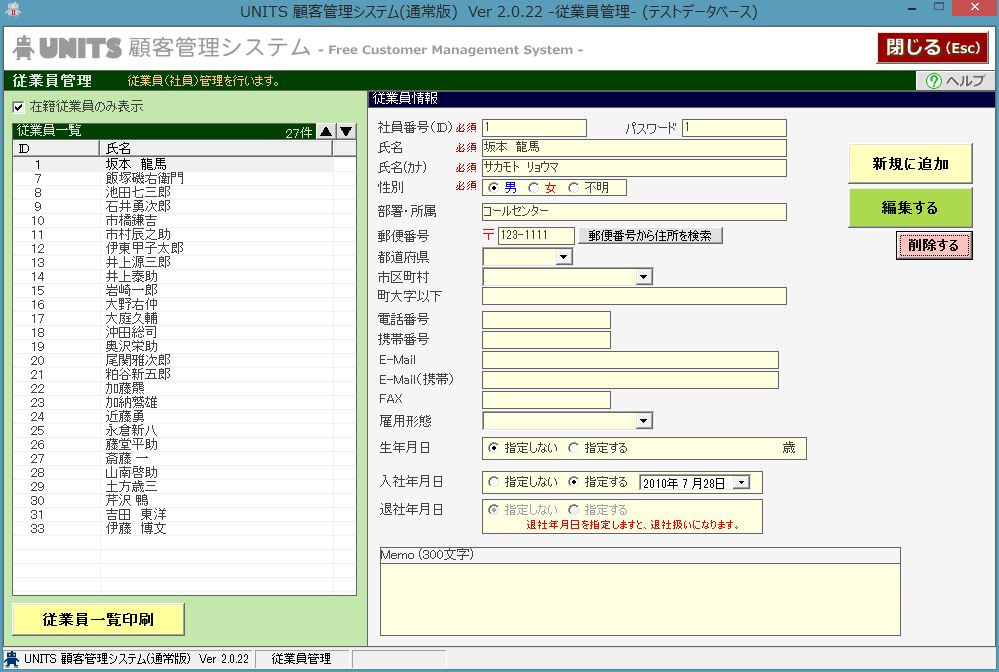 UNITS 顧客管理システム(通常版) Ver 2.0.22 -従業員管理- (テストデータベース)
UNITS 顧客管理システム - Free Customer Management System -
閉じる(Esc)
従業員管理 従業員(社員)管理を行います。
ヘルプ
在籍従業員のみ表示
従業員一覧 27件
ID 氏名
1 坂本 龍馬
7 飯塚磯右衛門
8 池田七三郎
9 石井勇次郎
10 市橋鎌吉
11 市村辰之助
12 伊東甲子太郎
13 井上源三郎
14 井上泰助
15 岩崎一郎
16 大野右仲
17 大庭久輔
18 沖田総司
19 奥沢栄助
20 尾関雅次郎
21 粕谷新五郎
22 加藤羆
23 加納鷲雄
24 近藤勇
25 永倉新八
26 藤堂平助
27 斎藤 一
28 山南啓助
29 土方歳三
30 芹沢 鴨
31 吉田 東洋
33 伊藤 博文
従業員一覧印刷
従業員情報
社員番号(ID) 必須 1 パスワード 1
氏名 必須 坂本 龍馬
氏名(カナ) 必須 サカモト リョウマ
性別 必須 男 女 不明
部署・所属 コールセンター
郵便番号 〒 123-1111 郵便番号から住所を検索
都道府県
市区町村
町大字以下
電話番号
携帯番号
E-Mail
E-Mail(携帯)
FAX
雇用形態
生年月日 指定しない 指定する 歳
入社年月日 指定しない 指定する 2010年 7月28日
退社年月日 指定しない 指定する
退社年月日を指定しますと、退社扱いになります。
Memo (300文字)
新規に追加
編集する
削除する
UNITS 顧客管理システム(通常版) Ver 2.0.22 従業員管理